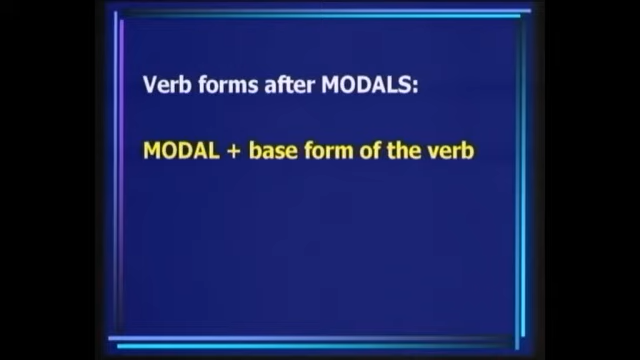 Verb forms after MODALS:
MODAL + base form of the verb